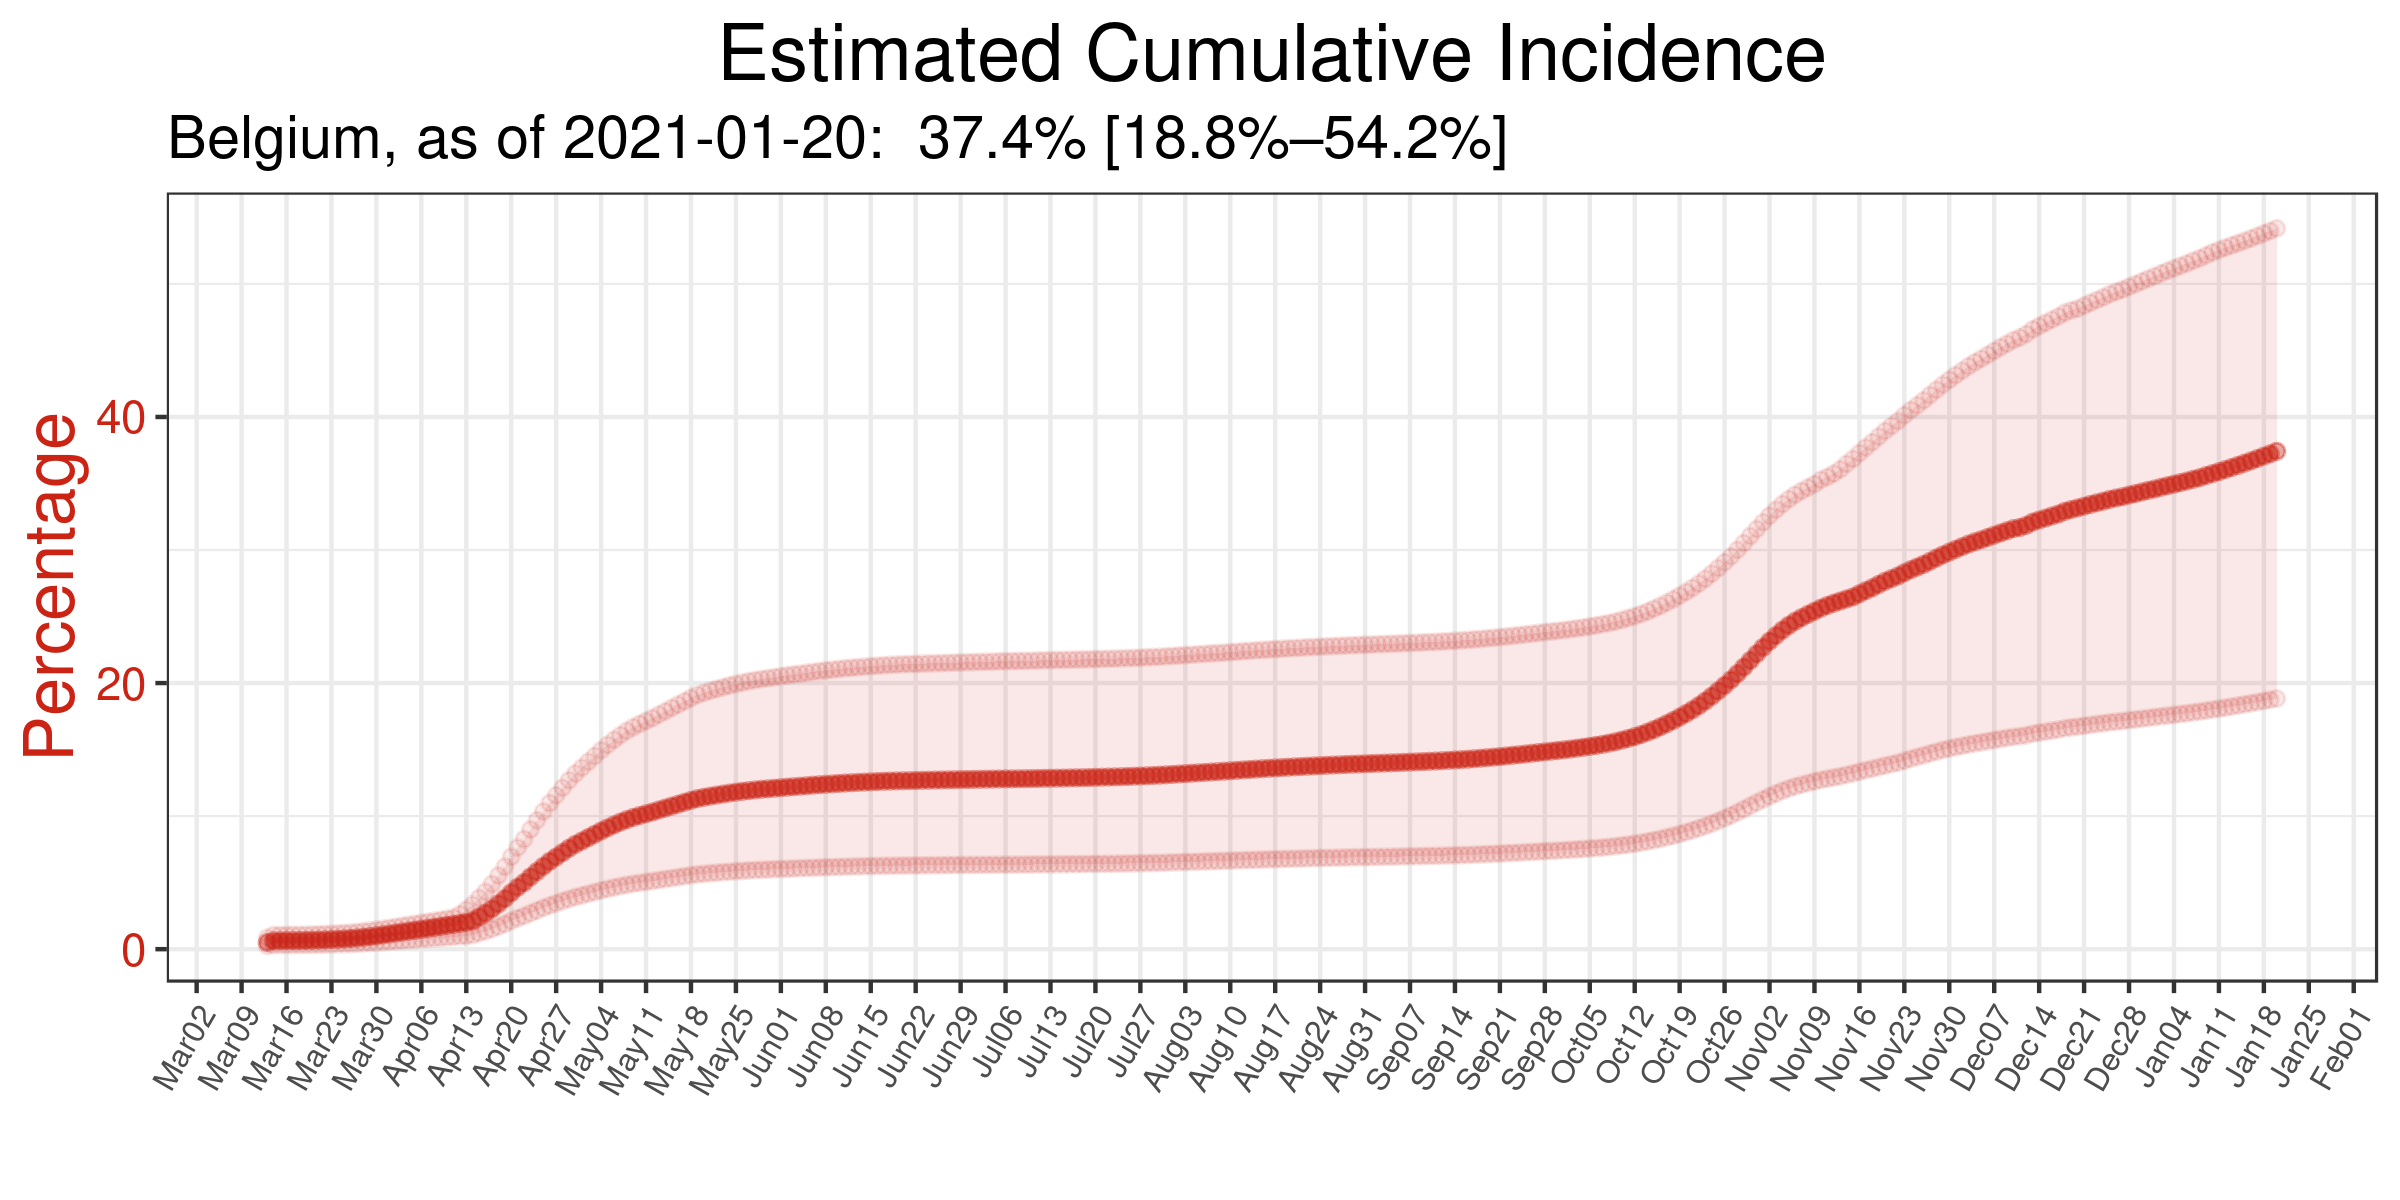 Estimated Cumulative Incidence
Belgium, as of 2021-01-20:  37.4% [18.8%–54.2%]
Percentage
40
20
0
Mar02
Mar09
Mar16
Mar23
Mar30
Apr06
Apr13
Apr20
Apr27
May04
May11
May18
May25
Jun01
Jun08
Jun15
Jun22
Jun29
Jul06
Jul13
Jul20
Jul27
Aug03
Aug10
Aug17
Aug24
Aug31
Sep07
Sep14
Sep21
Sep28
Oct05
Oct12
Oct19
Oct26
Nov02
Nov09
Nov16
Nov23
Nov30
Dec07
Dec14
Dec21
Dec28
Jan04
Jan11
Jan18
Jan25
Feb01